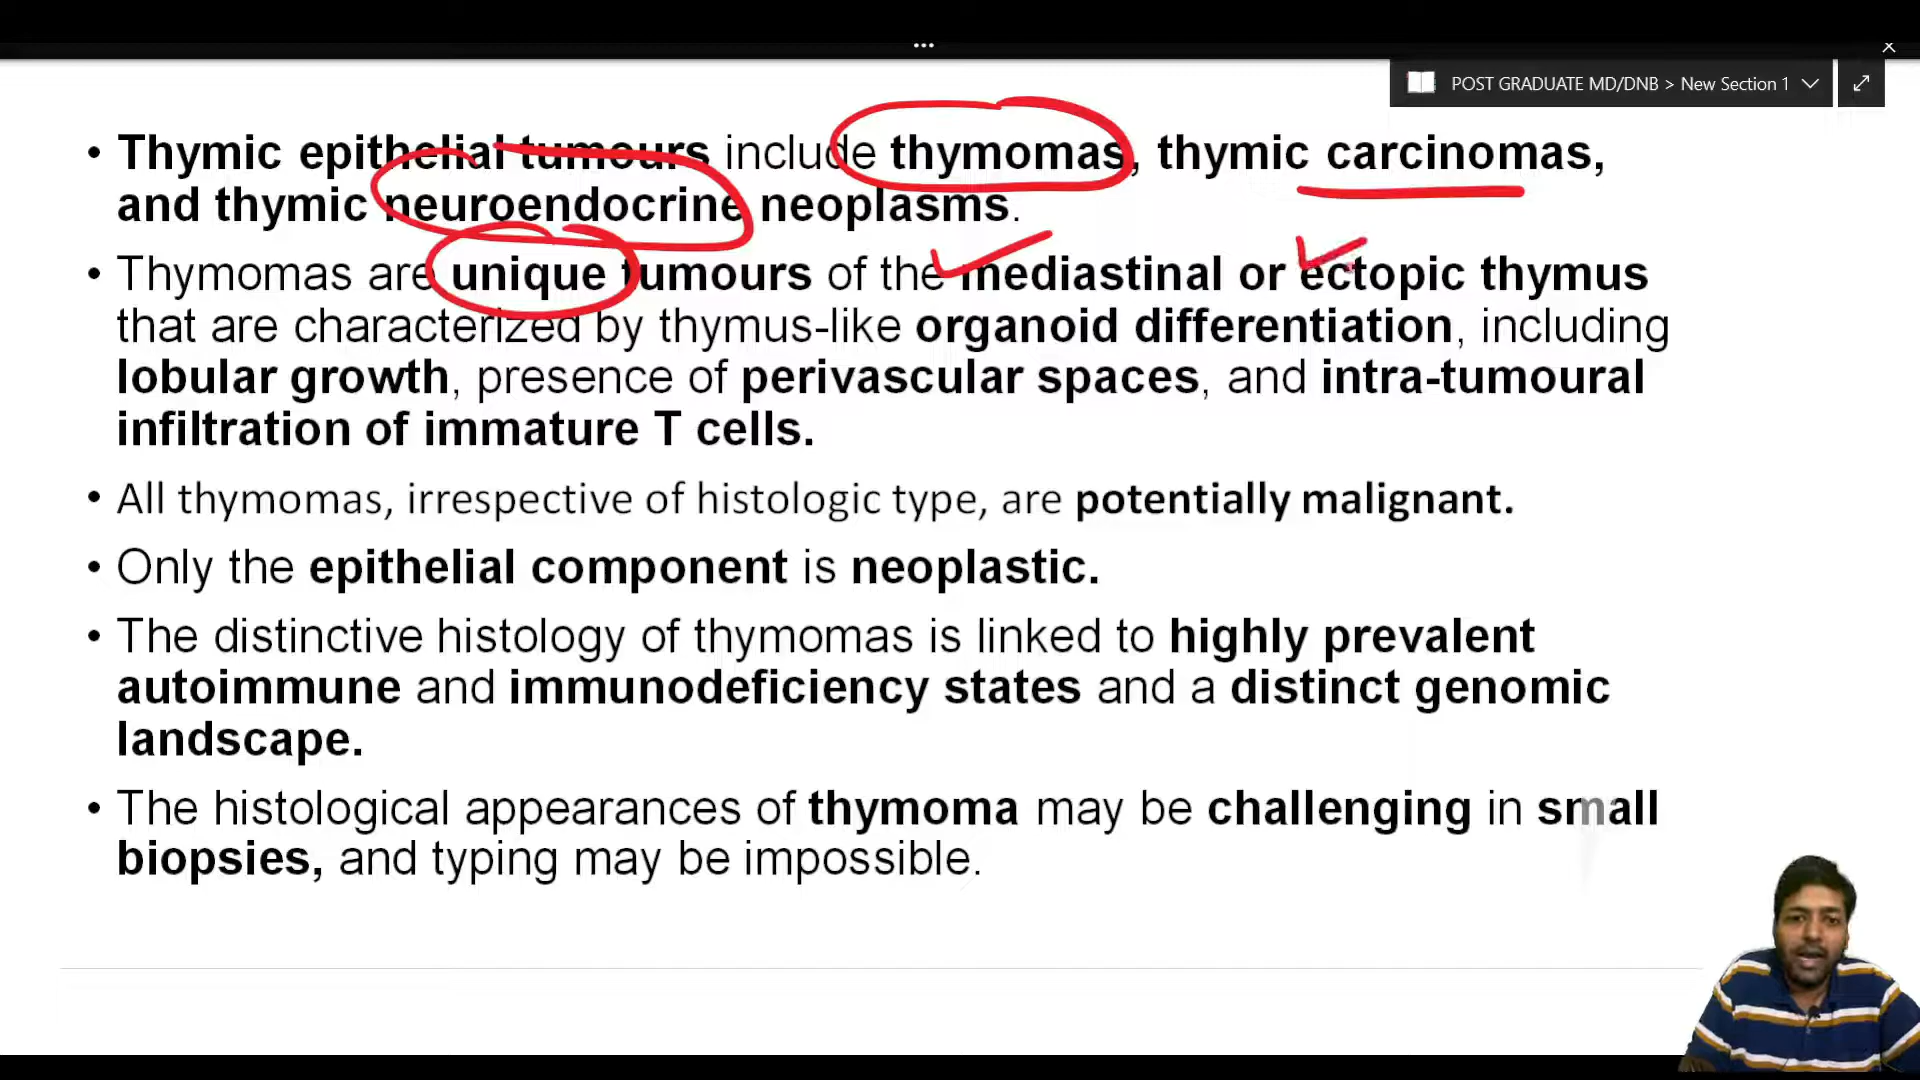 POST GRADUATE MD/DNB > New Section 1
• Thymic epithelial tumours include thymomas, thymic carcinomas,
and thymic neuroendocrine neoplasms.
• Thymomas are unique tumours of the mediastinal or ectopic thymus
that are characterized by thymus-like organoid differentiation, including
lobular growth, presence of perivascular spaces, and intra-tumoural
infiltration of immature T cells.
• All thymomas, irrespective of histologic type, are potentially malignant.
• Only the epithelial component is neoplastic.
• The distinctive histology of thymomas is linked to highly prevalent
autoimmune and immunodeficiency states and a distinct genomic
landscape.
• The histological appearances of thymoma may be challenging in small
biopsies, and typing may be impossible.